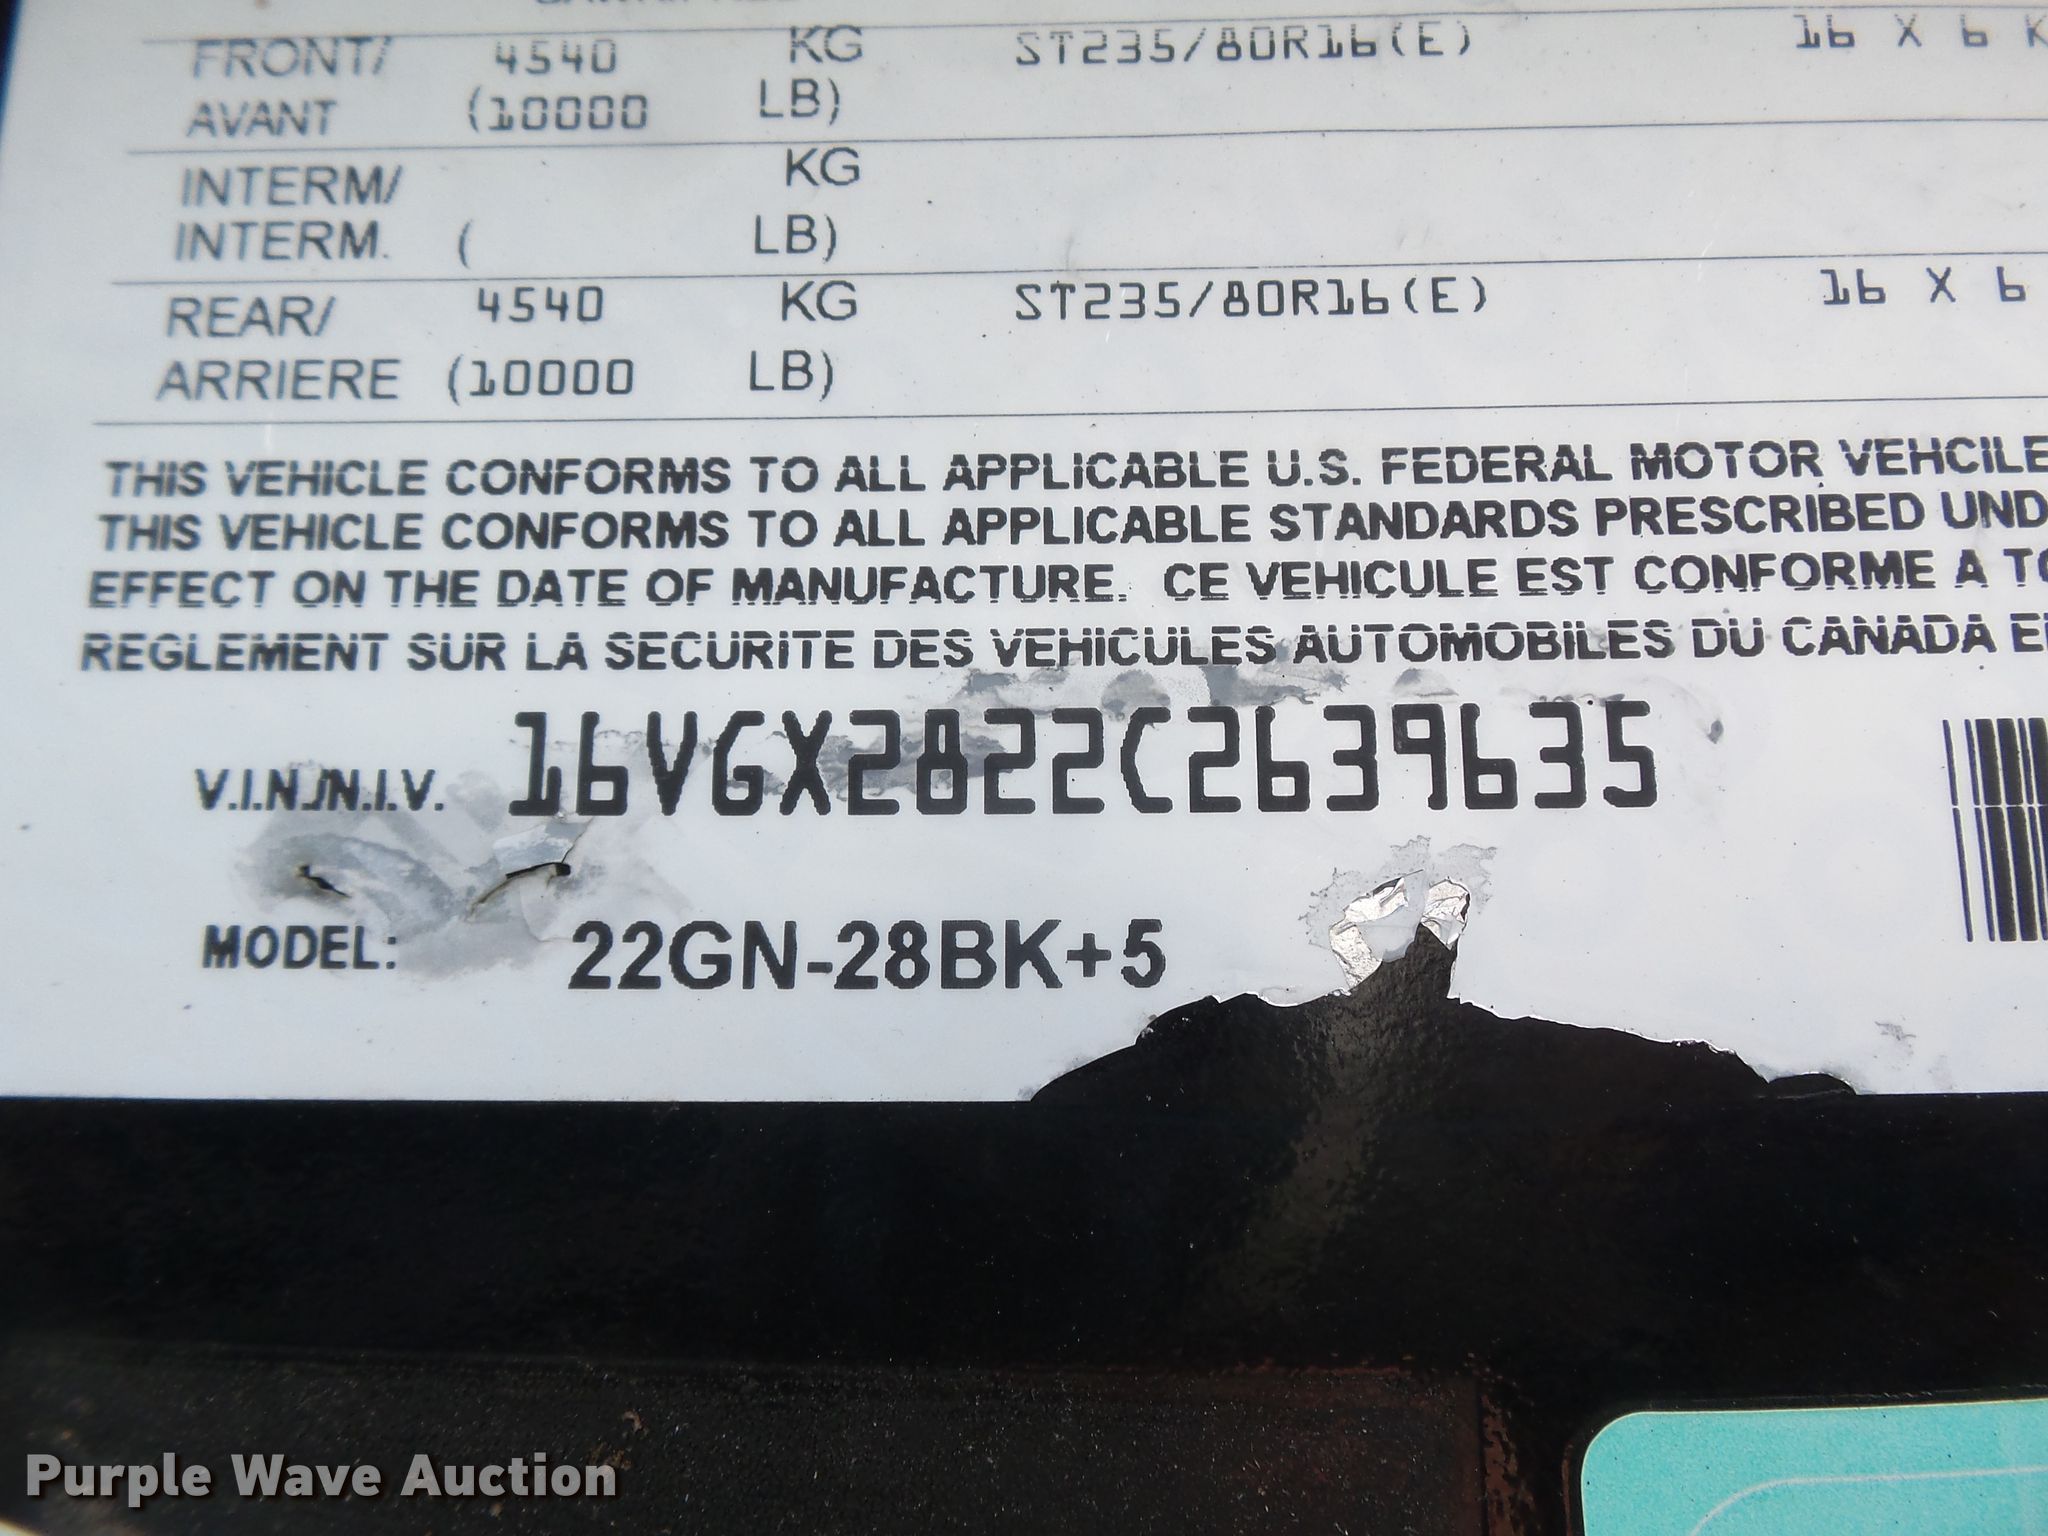 FRONT/ 4540 KG ST235/80R16(E) 16 X 6 K
AVANT (10000 LB)
INTERM/ KG
INTERM. ( LB)
REAR/ 4540 KG ST235/80R16(E) 16 X 6
ARRIERE (10000 LB)
THIS VEHICLE CONFORMS TO ALL APPLICABLE U.S. FEDERAL MOTOR VEHCILE
THIS VEHICLE CONFORMS TO ALL APPLICABLE STANDARDS PRESCRIBED UND
EFFECT ON THE DATE OF MANUFACTURE. CE VEHICULE EST CONFORME A TO
REGLEMENT SUR LA SECURITE DES VEHICULES AUTOMOBILES DU CANADA E
V.I.N./N.I.V. 16VGX2822C2639635
MODEL: 22GN-28BK+5
Purple Wave Auction